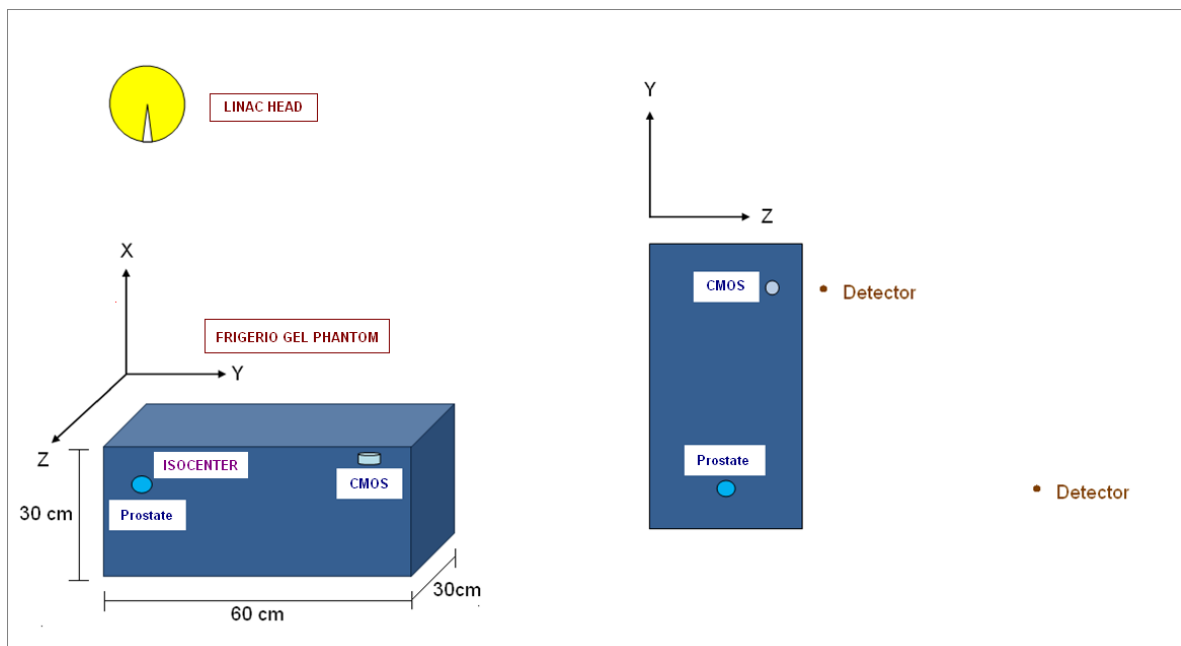 LINAC HEAD
X
FRIGERIO GEL PHANTOM
Y
Z
ISOCENTER
CMOS
Prostate
30 cm
30cm
60 cm
Y
Z
CMOS
Detector
Prostate
Detector